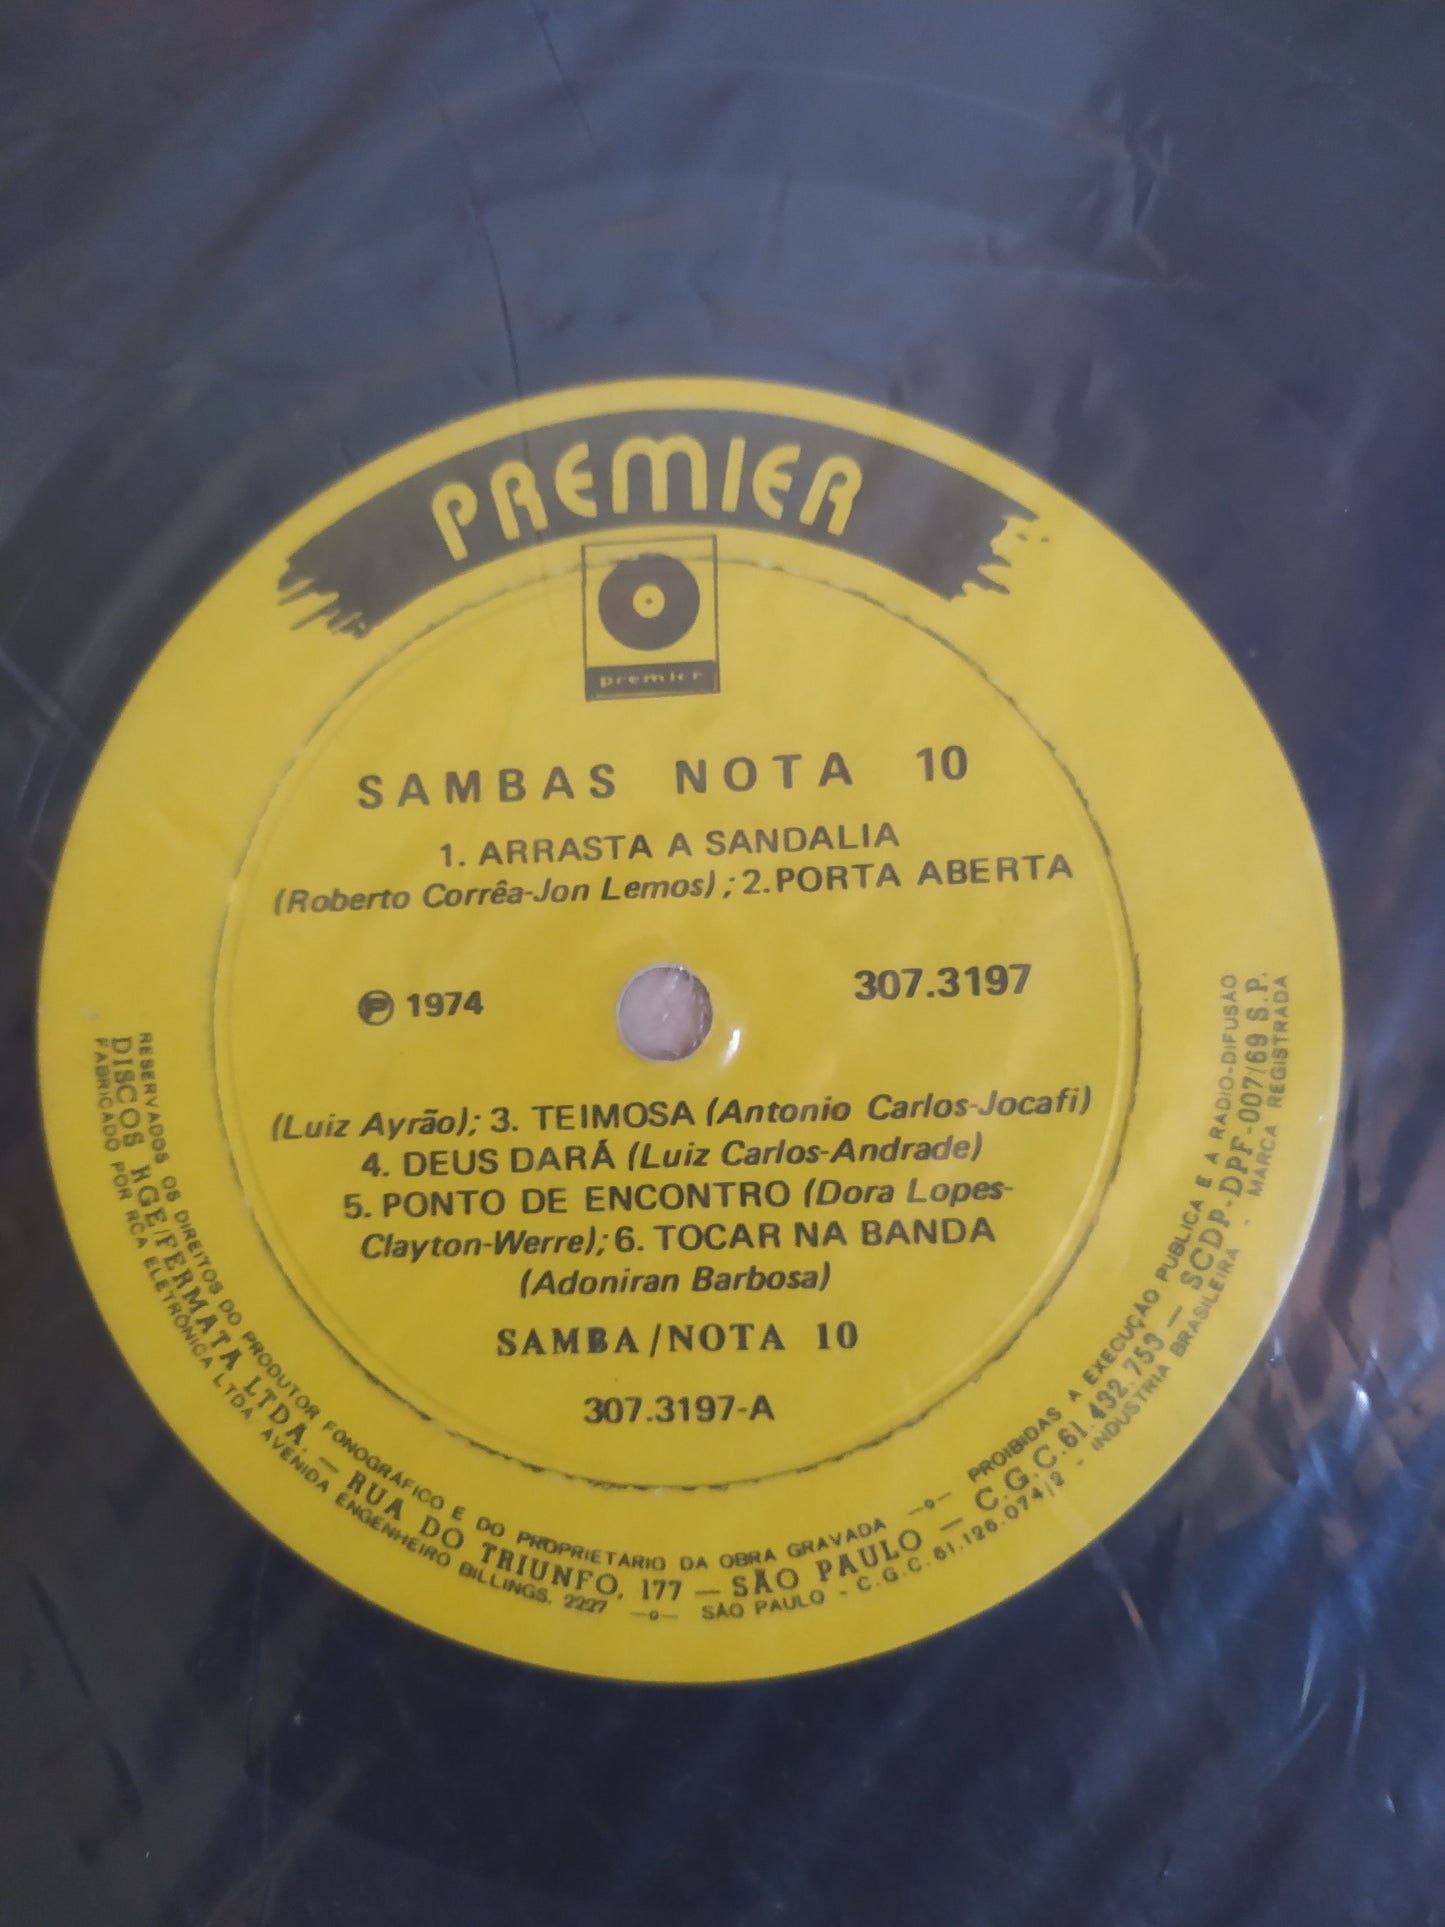 PREMIER
premier
SAMBAS NOTA 10
1. ARRASTA A SANDALIA
(Roberto Corrêa-Jon Lemos) ; 2.PORTA ABERTA
℗ 1974
307.3197
(Luiz Ayrão); 3. TEIMOSA (Antonio Carlos-Jocafi)
4. DEUS DARÁ (Luiz Carlos-Andrade)
5. PONTO DE ENCONTRO (Dora Lopes-
Clayton-Werre); 6. TOCAR NA BANDA
(Adoniran Barbosa)
SAMBA/NOTA 10
307.3197-A
RESERVADOS OS DIREITOS DO PRODUTOR FONOGRAFICO E DO PROPRIETARIO DA OBRA GRAVADA —o— PROIBIDAS A EXECUÇÃO PUBLICA E A RADIO-DIFUSÃO
DISCOS RGE/FERMATA LTDA. — RUA DO TRIUNFO, 177 — SÃO PAULO — C.G.C. 61.432.753 — SCDP-DPF-007/69 S.P.
FABRICADO POR RCA ELETRÔNICA LTDA. AVENIDA ENGENHEIRO BILLINGS, 2227 —o— SÃO PAULO - C.G.C. 61.126.074/2 - INDUSTRIA BRASILEIRA - MARCA REGISTRADA